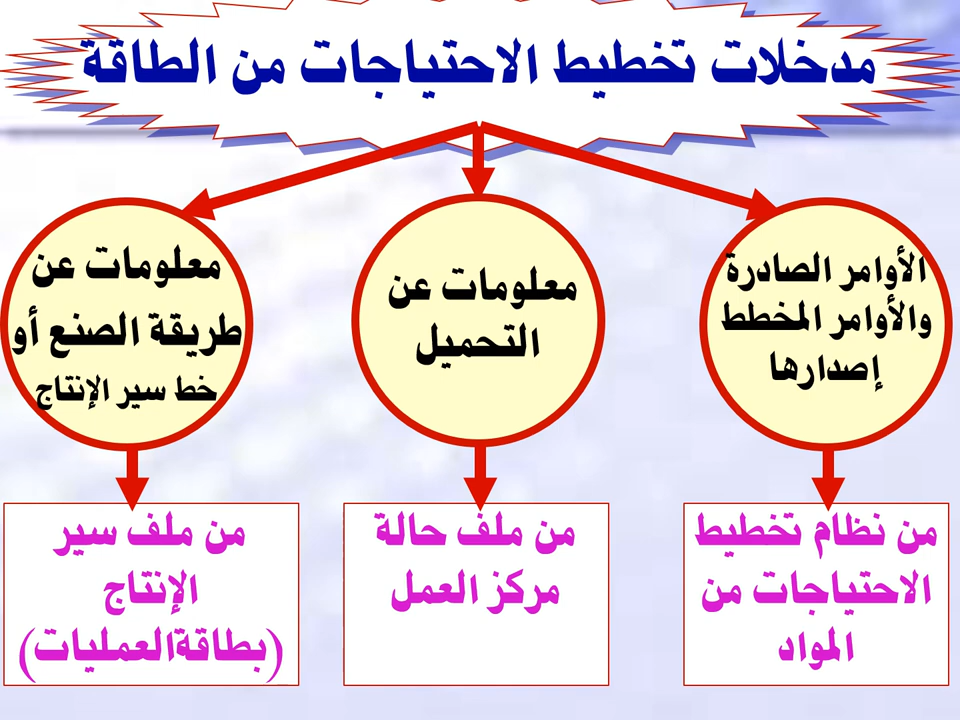 مدخلات تخطيط الاحتياجات من الطاقة
الأوامر الصادرة
والأوامر المخطط
إصدارها
معلومات عن
التحميل
معلومات عن
طريقة الصنع أو
خط سير الإنتاج
من نظام تخطيط
الاحتياجات من
المواد
من ملف حالة
مركز العمل
من ملف سير
الإنتاج
(بطاقةالعمليات)